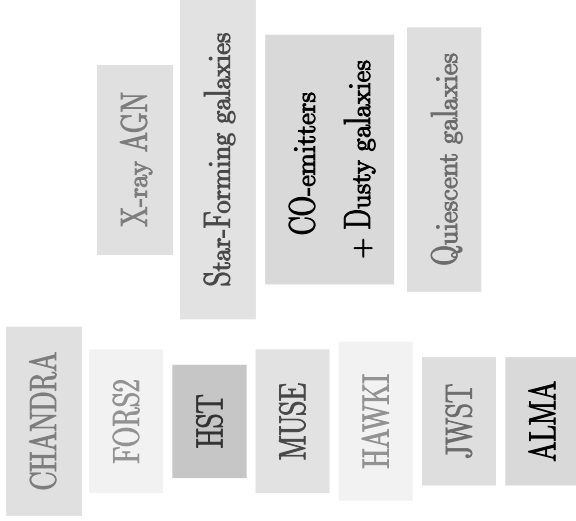 X-ray AGN
Star-Forming galaxies
CO-emitters
+ Dusty galaxies
Quiescent galaxies
CHANDRA
FORS2
HST
MUSE
HAWKI
JWST
ALMA